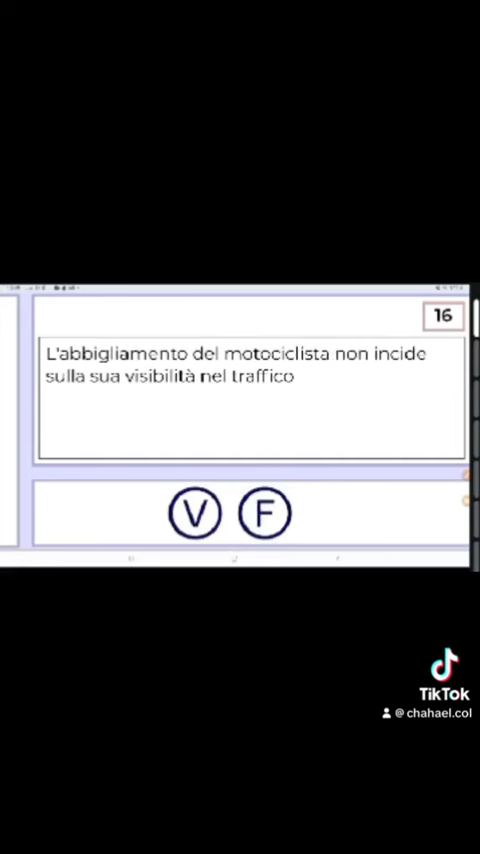 16
L'abbigliamento del motociclista non incide
sulla sua visibilità nel traffico
V F
TikTok
@ chahael.col